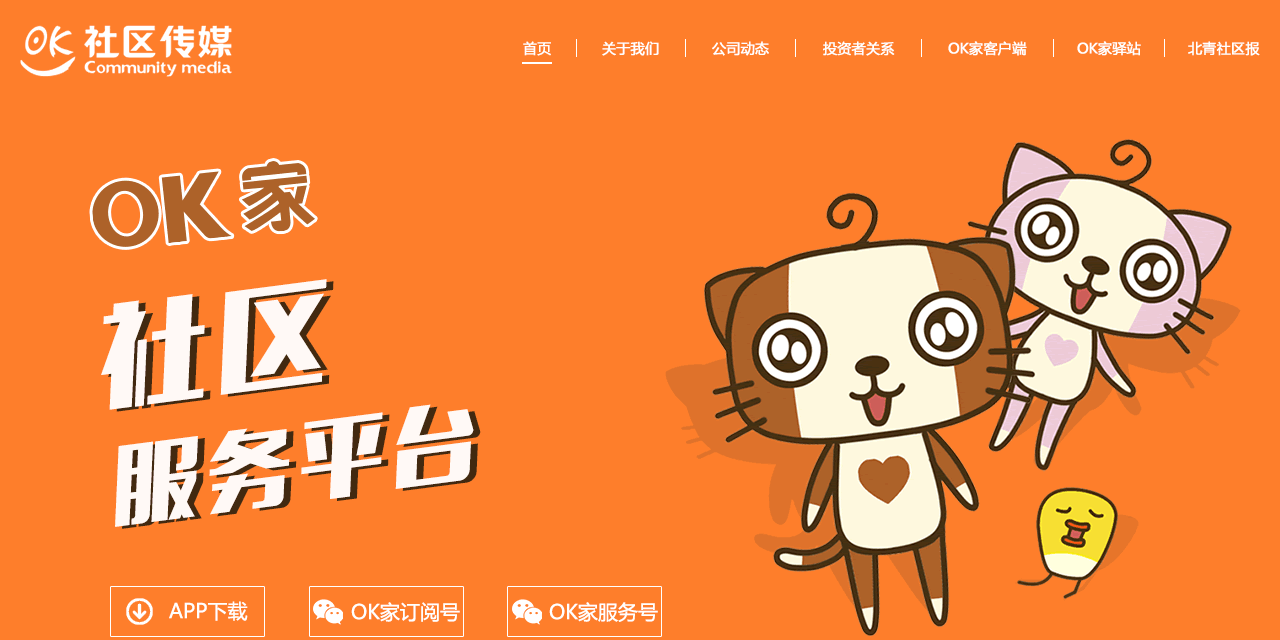 OK 社区传媒
Community media
首页
关于我们
公司动态
投资者关系
OK家客户端
OK家驿站
北青社区报
OK家
社区
服务平台
APP下载
OK家订阅号
OK家服务号